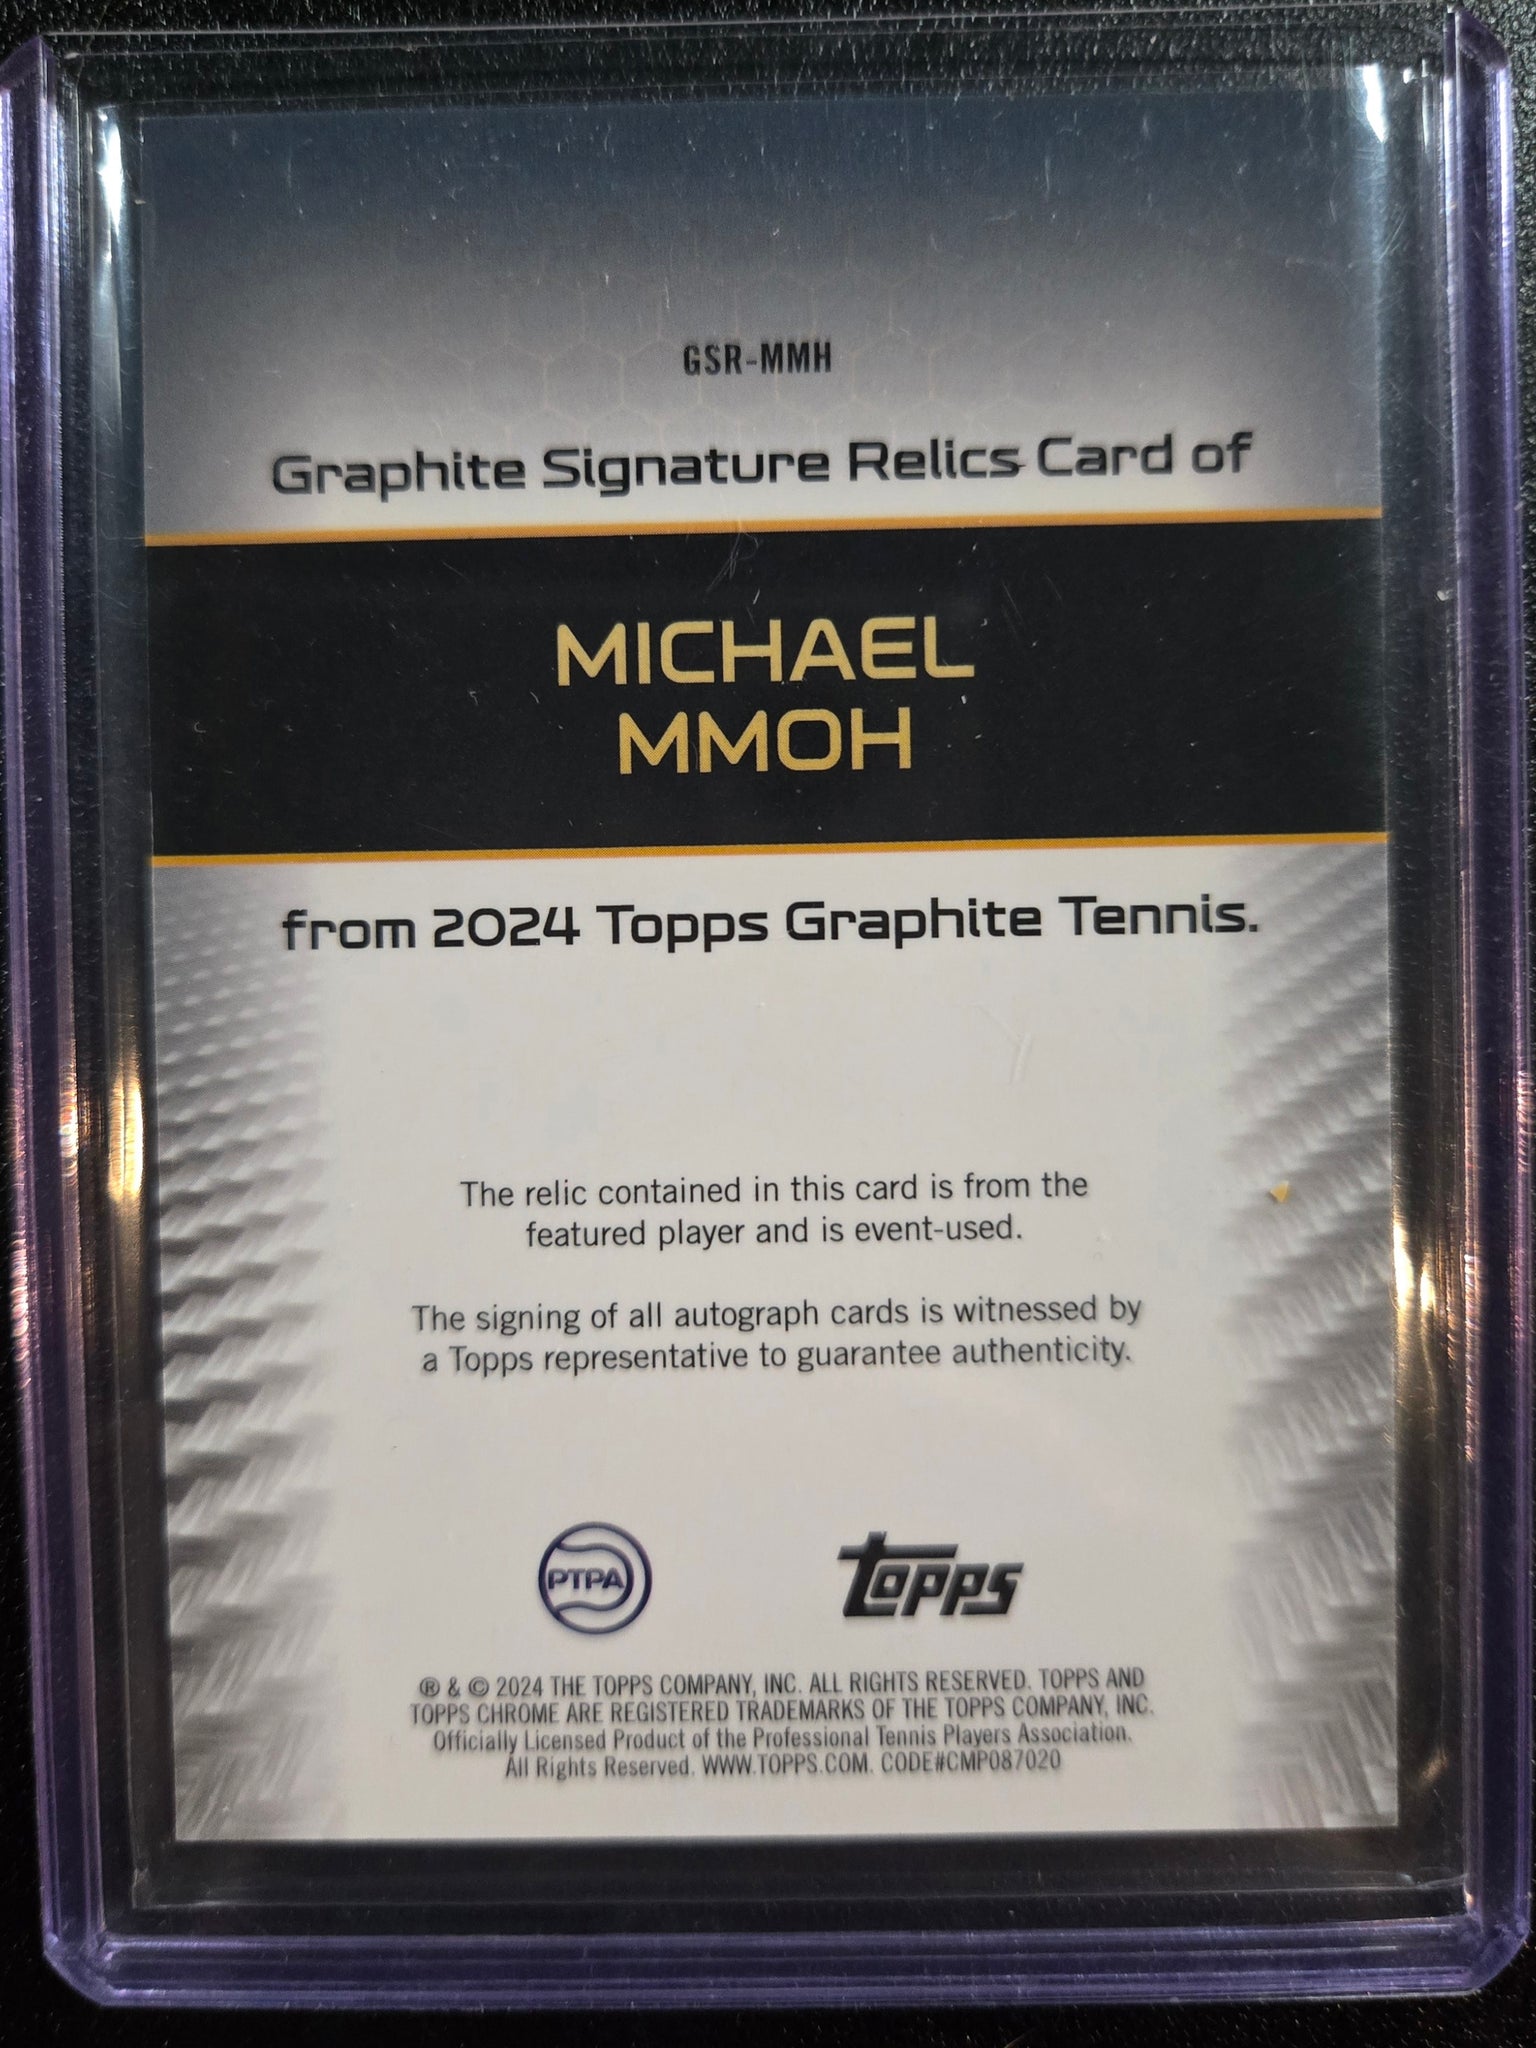 GSR-MMH
Graphite Signature Relics Card of
MICHAEL
MMOH
from 2024 Topps Graphite Tennis.
The relic contained in this card is from the
featured player and is event-used.
The signing of all autograph cards is witnessed by
a Topps representative to guarantee authenticity.
PTPA
topps
® & © 2024 THE TOPPS COMPANY, INC. ALL RIGHTS RESERVED. TOPPS AND
TOPPS CHROME ARE REGISTERED TRADEMARKS OF THE TOPPS COMPANY, INC.
Officially Licensed Product of the Professional Tennis Players Association.
All Rights Reserved. WWW.TOPPS.COM. CODE#CMP087020